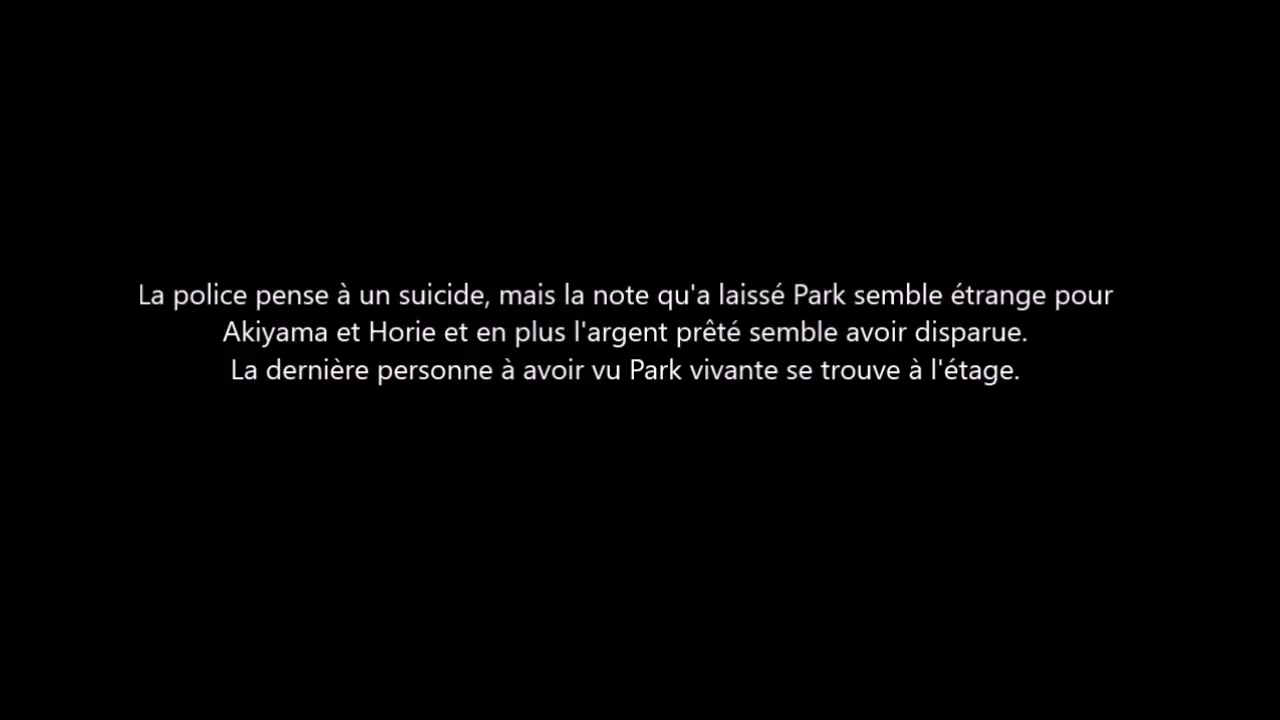 La police pense à un suicide, mais la note qu'a laissé Park semble étrange pour
Akiyama et Horie et en plus l'argent prêté semble avoir disparue.
La dernière personne à avoir vu Park vivante se trouve à l'étage.